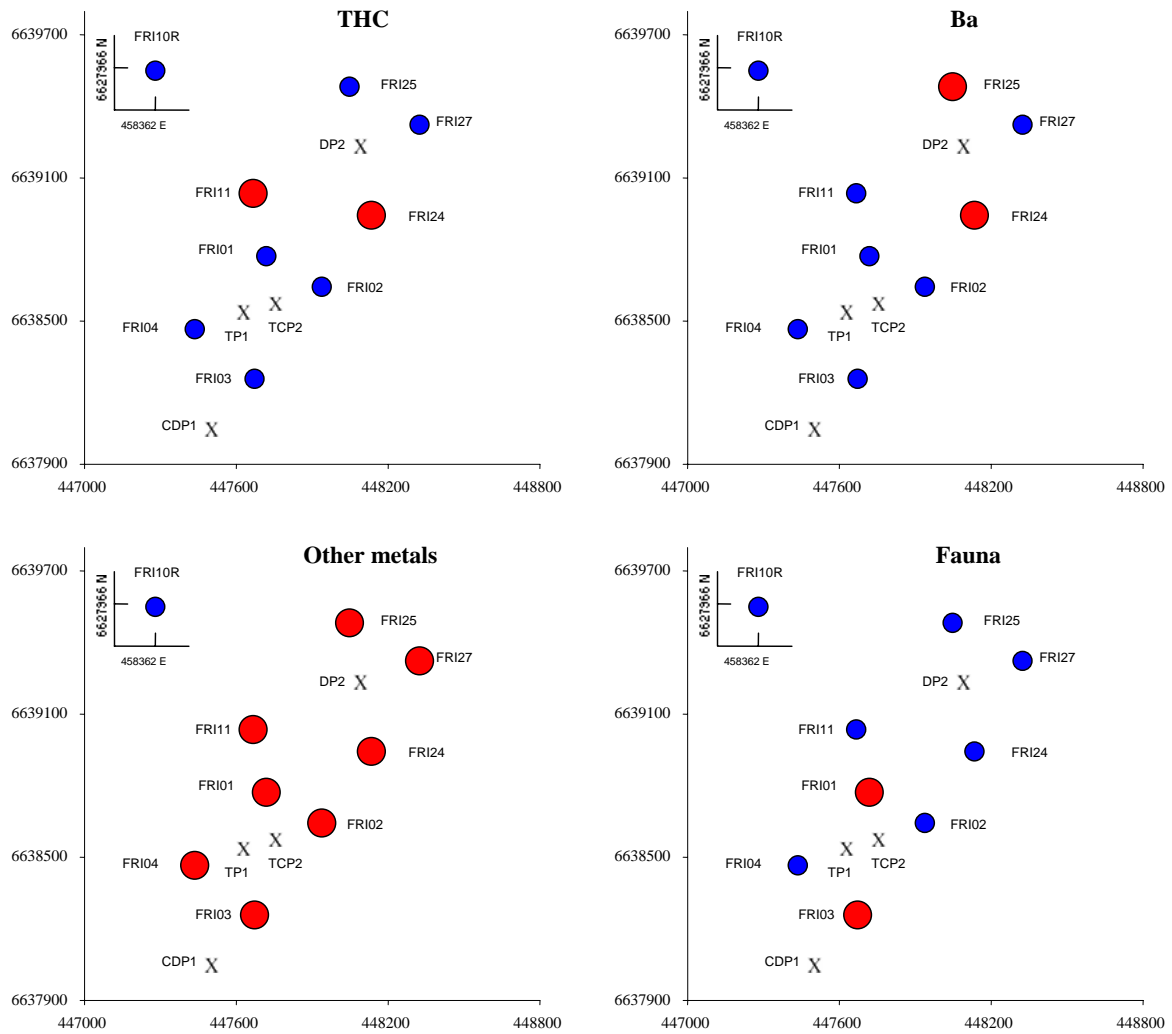 THC
6639700
6639100
6638500
6637900
447000 447600 448200 448800
6627366 N
458362 E
FRI10R
FRI25
FRI27
DP2 X
FRI11
FRI24
FRI01
FRI02
X X
FRI04
TP1 TCP2
FRI03
CDP1 X
Ba
6639700
6639100
6638500
6637900
447000 447600 448200 448800
6627366 N
458362 E
FRI10R
FRI25
FRI27
DP2 X
FRI11
FRI24
FRI01
FRI02
X X
FRI04
TP1 TCP2
FRI03
CDP1 X
Other metals
6639700
6639100
6638500
6637900
447000 447600 448200 448800
6627366 N
458362 E
FRI10R
FRI25
FRI27
DP2 X
FRI11
FRI24
FRI01
FRI02
X X
FRI04
TP1 TCP2
FRI03
CDP1 X
Fauna
6639700
6639100
6638500
6637900
447000 447600 448200 448800
6627366 N
458362 E
FRI10R
FRI25
FRI27
DP2 X
FRI11
FRI24
FRI01
FRI02
X X
FRI04
TP1 TCP2
FRI03
CDP1 X